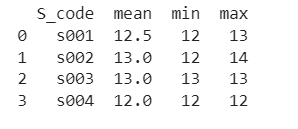 S_code mean min max
0 s001 12.5 12 13
1 s002 13.0 12 14
2 s003 13.0 13 13
3 s004 12.0 12 12